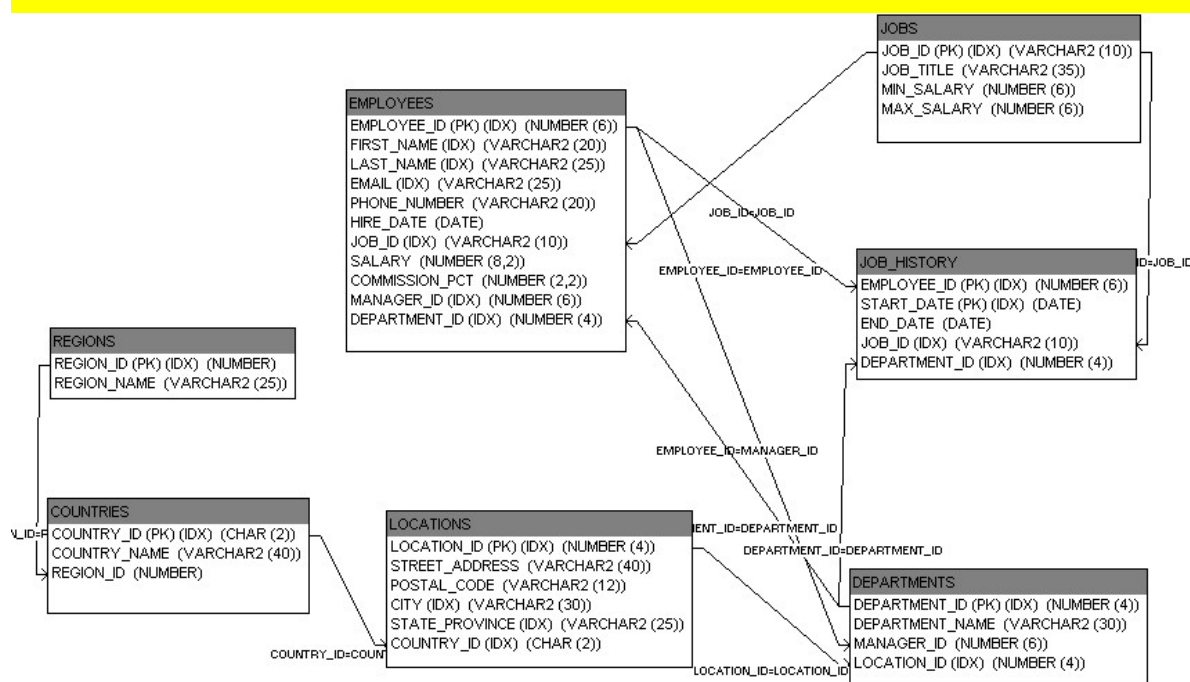 JOBS
JOB_ID (PK) (IDX) (VARCHAR2 (10))
JOB_TITLE (VARCHAR2 (35))
MIN_SALARY (NUMBER (6))
MAX_SALARY (NUMBER (6))
EMPLOYEES
EMPLOYEE_ID (PK) (IDX) (NUMBER (6))
FIRST_NAME (IDX) (VARCHAR2 (20))
LAST_NAME (IDX) (VARCHAR2 (25))
EMAIL (IDX) (VARCHAR2 (25))
PHONE_NUMBER (VARCHAR2 (20))
HIRE_DATE (DATE)
JOB_ID (IDX) (VARCHAR2 (10))
SALARY (NUMBER (8,2))
COMMISSION_PCT (NUMBER (2,2))
MANAGER_ID (IDX) (NUMBER (6))
DEPARTMENT_ID (IDX) (NUMBER (4))
JOB_ID=JOB_ID
EMPLOYEE_ID=EMPLOYEE_ID
JOB_HISTORY
EMPLOYEE_ID (PK) (IDX) (NUMBER (6))
START_DATE (PK) (IDX) (DATE)
END_DATE (DATE)
JOB_ID (IDX) (VARCHAR2 (10))
DEPARTMENT_ID (IDX) (NUMBER (4))
ID=JOB_ID
REGIONS
REGION_ID (PK) (IDX) (NUMBER)
REGION_NAME (VARCHAR2 (25))
EMPLOYEE_ID=MANAGER_ID
COUNTRIES
COUNTRY_ID (PK) (IDX) (CHAR (2))
COUNTRY_NAME (VARCHAR2 (40))
REGION_ID (NUMBER)
LOCATIONS
LOCATION_ID (PK) (IDX) (NUMBER (4))
STREET_ADDRESS (VARCHAR2 (40))
POSTAL_CODE (VARCHAR2 (12))
CITY (IDX) (VARCHAR2 (30))
STATE_PROVINCE (IDX) (VARCHAR2 (25))
COUNTRY_ID (IDX) (CHAR (2))
COUNTRY_ID=COUNT
MENT_ID=DEPARTMENT_ID
DEPARTMENT_ID=DEPARTMENT_ID
DEPARTMENTS
DEPARTMENT_ID (PK) (IDX) (NUMBER (4))
DEPARTMENT_NAME (VARCHAR2 (30))
MANAGER_ID (NUMBER (6))
LOCATION_ID (IDX) (NUMBER (4))
LOCATION_ID=LOCATION_ID